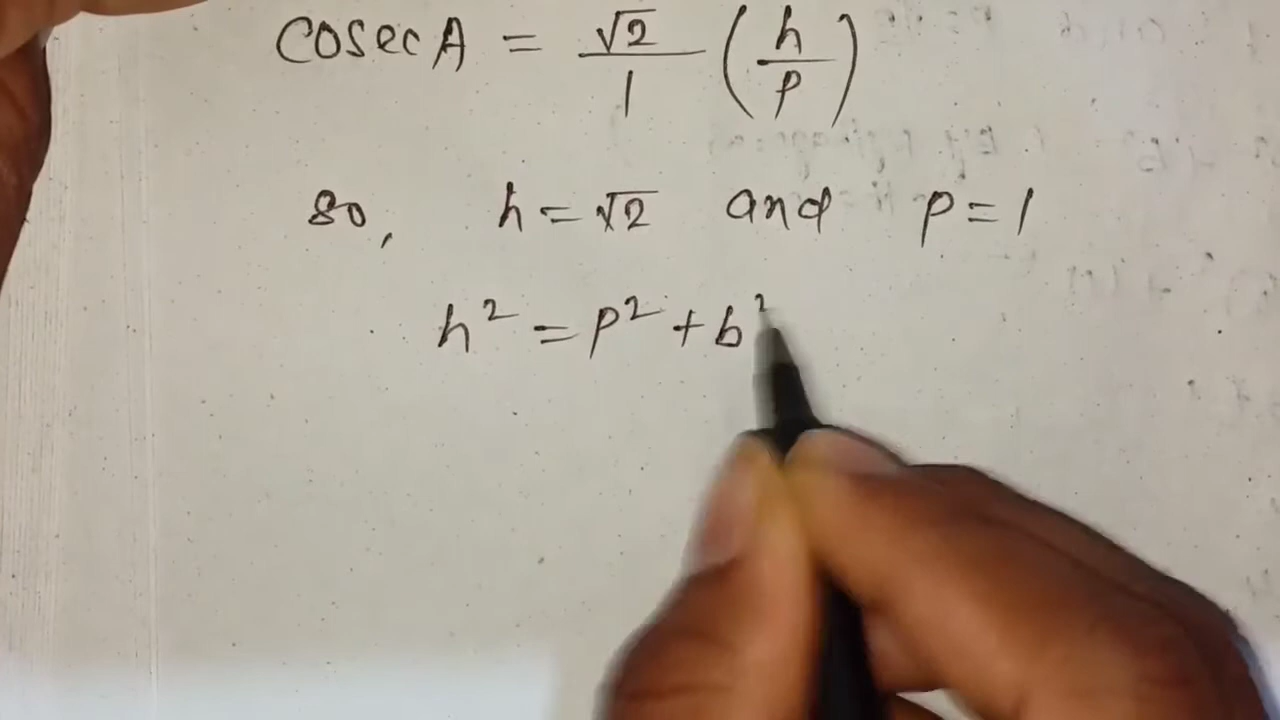 cosec A = √2/1 (h/p)
so, h = √2 and p = 1
h² = p² + b²